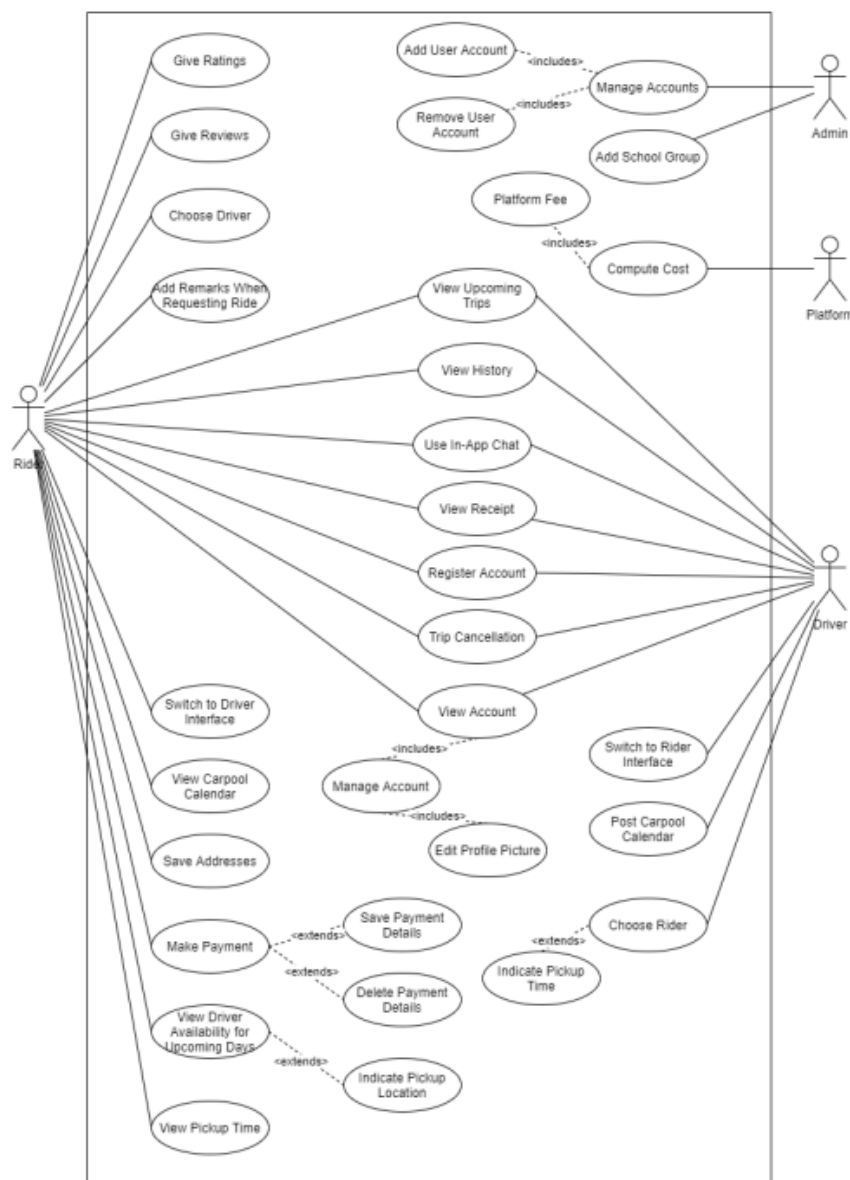 Give Ratings
Add User Account
<includes>
Manage Accounts
<includes>
Remove User
Account
Admin
Give Reviews
Add School Group
Platform Fee
Choose Driver
<includes>
Compute Cost
Platform
Add Remarks When
Requesting Ride
View Upcoming
Trips
View History
Use In-App Chat
Rider
View Receipt
Register Account
Driver
Trip Cancellation
Switch to Driver
Interface
View Account
<includes>
Switch to Rider
Interface
View Carpool
Calendar
Manage Account
<includes>
Post Carpool
Calendar
Edit Profile Picture
Save Addresses
Save Payment
Details
<extends>
Make Payment
Choose Rider
<extends>
<extends>
Indicate Pickup
Time
Delete Payment
Details
View Driver
Availability for
Upcoming Days
<extends>
Indicate Pickup
Location
View Pickup Time